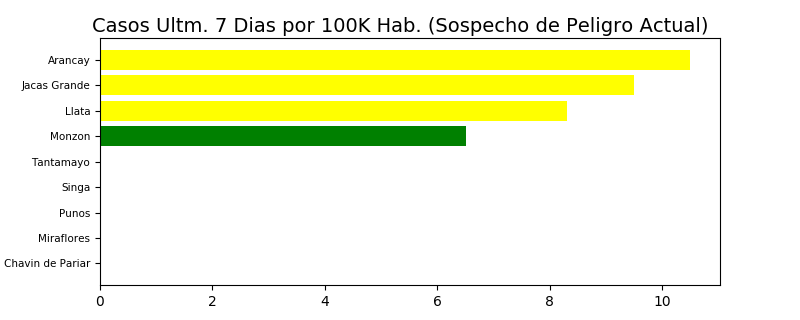 Casos Ultm. 7 Dias por 100K Hab. (Sospecho de Peligro Actual)
Arancay
Jacas Grande
Llata
Monzon
Tantamayo
Singa
Punos
Miraflores
Chavin de Pariar
0 2 4 6 8 10